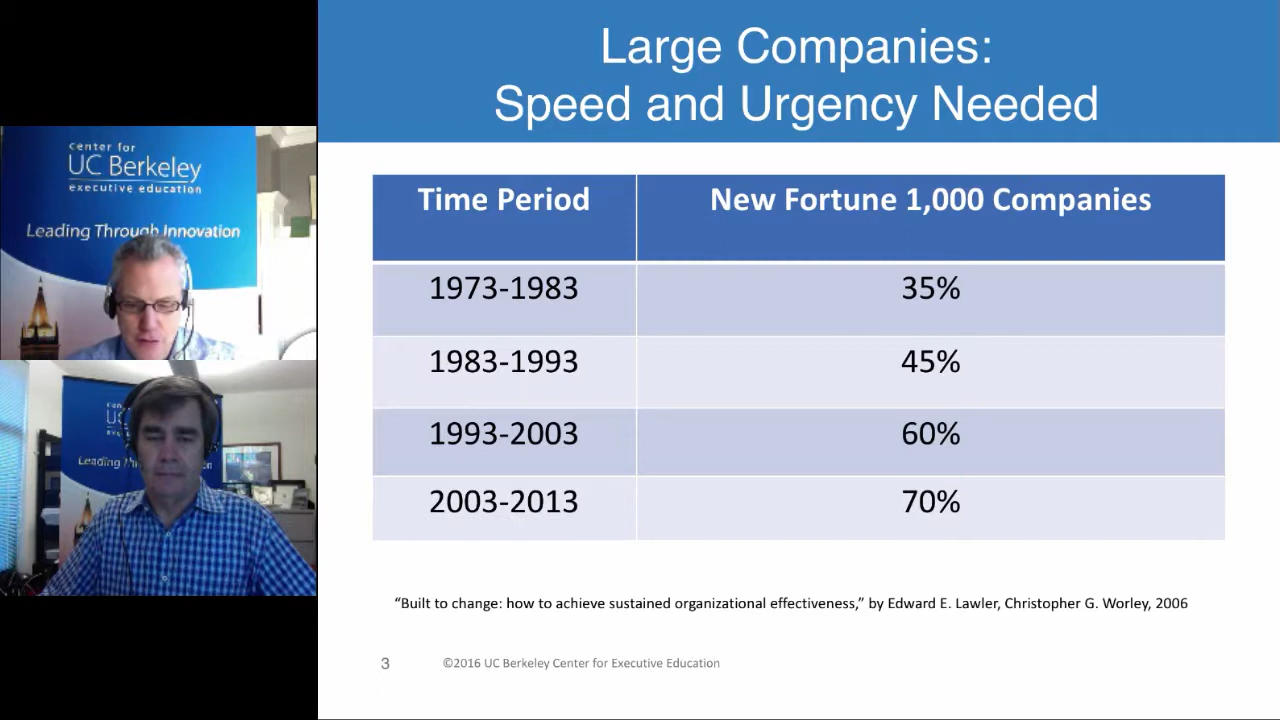 Large Companies:
Speed and Urgency Needed
center for
UC Berkeley
executive education
Leading Through Innovation
Leading
Time Period New Fortune 1,000 Companies
1973-1983 35%
1983-1993 45%
1993-2003 60%
2003-2013 70%
“Built to change: how to achieve sustained organizational effectiveness,” by Edward E. Lawler, Christopher G. Worley, 2006
3 ©2016 UC Berkeley Center for Executive Education